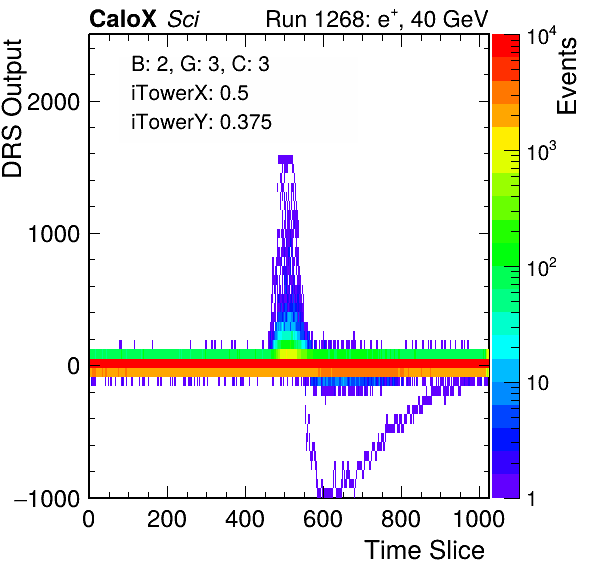 CaloX Sci
Run 1268: e⁺, 40 GeV
B: 2, G: 3, C: 3
iTowerX: 0.5
iTowerY: 0.375
DRS Output
2000
1000
0
−1000
0 200 400 600 800 1000
Time Slice
Events
10⁴
10³
10²
10
1